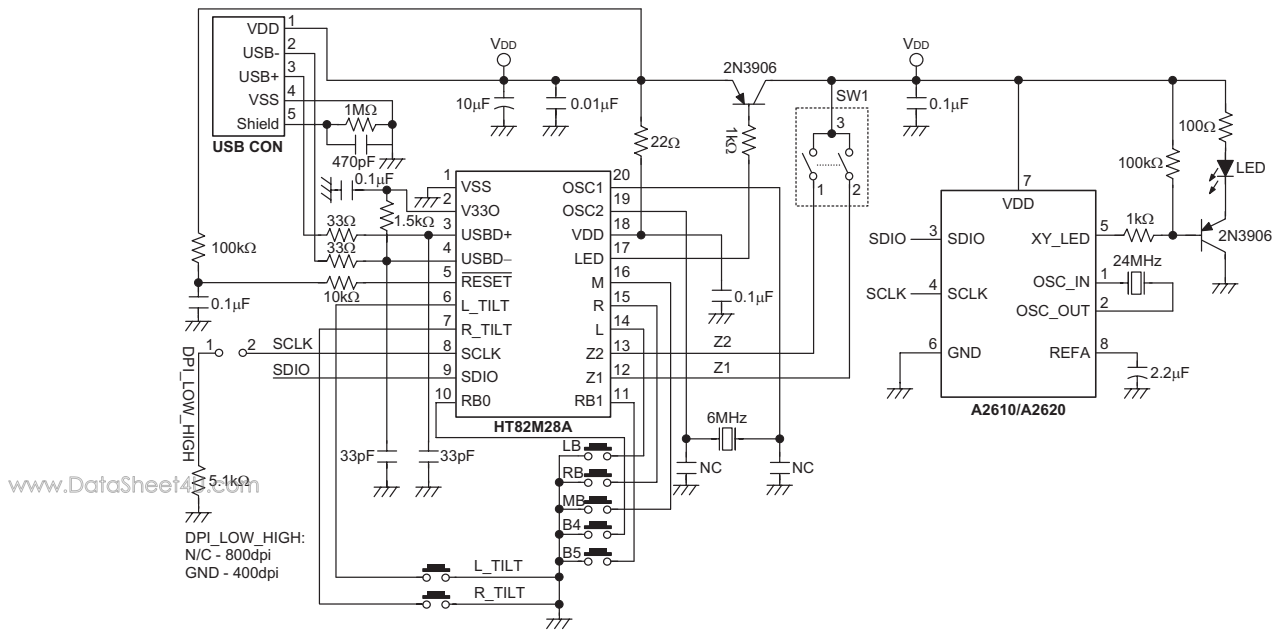 VDD 1
USB- 2
USB+ 3
VSS 4
Shield 5
USB CON
1MΩ
470pF
VDD
10μF
0.01μF
2N3906
1kΩ
22Ω
SW1
3
1
2
VDD
0.1μF
100Ω
LED
100kΩ
2N3906
0.1μF
1.5kΩ
33Ω
33Ω
100kΩ
0.1μF
10kΩ
1 VSS
2 V33O
3 USBD+
4 USBD–
5 RESET
6 L_TILT
7 R_TILT
8 SCLK
9 SDIO
10 RB0
OSC1 20
OSC2 19
VDD 18
LED 17
M 16
R 15
L 14
Z2 13
Z1 12
RB1 11
HT82M28A
0.1μF
Z2
Z1
7
VDD
SDIO 3 SDIO
SCLK 4 SCLK
6 GND
XY_LED 5
1kΩ
OSC_IN 1
24MHz
OSC_OUT 2
REFA 8
2.2μF
A2610/A2620
1 2
SCLK
SDIO
DPI_LOW_HIGH
5.1kΩ
33pF
33pF
6MHz
NC
NC
LB
RB
MB
B4
B5
L_TILT
R_TILT
www.DataSheet4U.com
DPI_LOW_HIGH:
N/C - 800dpi
GND - 400dpi